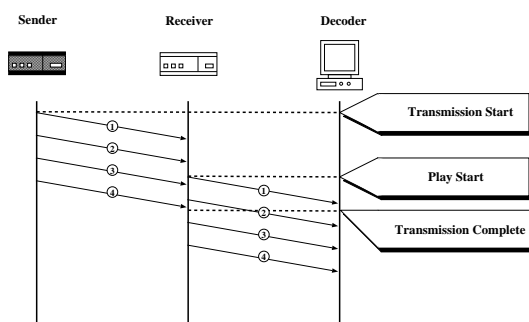 Sender Receiver Decoder
Transmission Start
1
2
3
4
1
Play Start
2
Transmission Complete
3
4